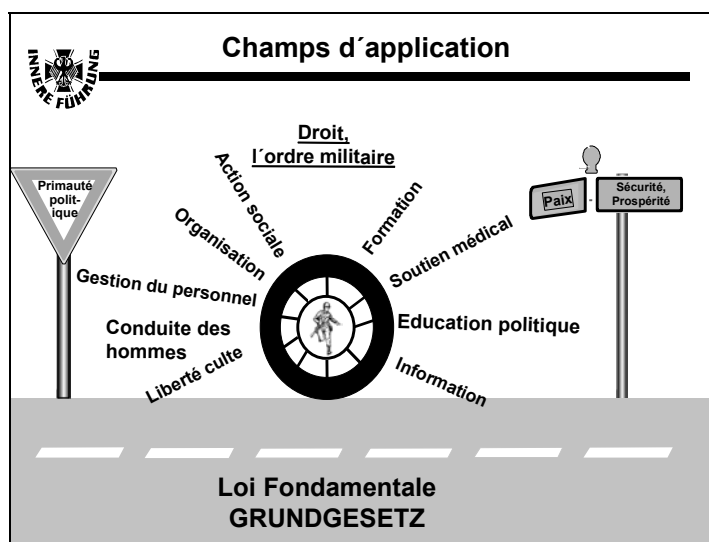 Champs d´application
INNERE FÜHRUNG
Droit,
l´ordre militaire
Action sociale
Formation
Primauté
polit-
ique
Paix
Sécurité,
Prospérité
Organisation
Soutien médical
Gestion du personnel
Conduite des
hommes
Education politique
Liberté culte
Information
Loi Fondamentale
GRUNDGESETZ